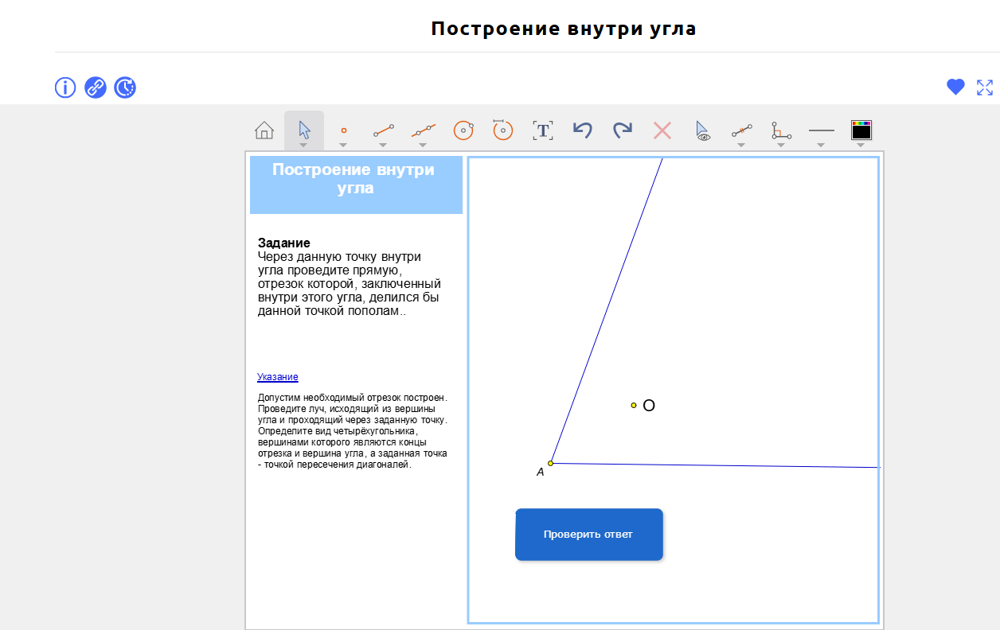 Построение внутри угла
T
Построение внутри
угла
Задание
Через данную точку внутри
угла проведите прямую,
отрезок которой, заключенный
внутри этого угла, делился бы
данной точкой пополам..
Указание
Допустим необходимый отрезок построен.
Проведите луч, исходящий из вершины
угла и проходящий через заданную точку.
Определите вид четырёхугольника,
вершинами которого являются концы
отрезка и вершина угла, а заданная точка
- точкой пересечения диагоналей.
O
A
Проверить ответ